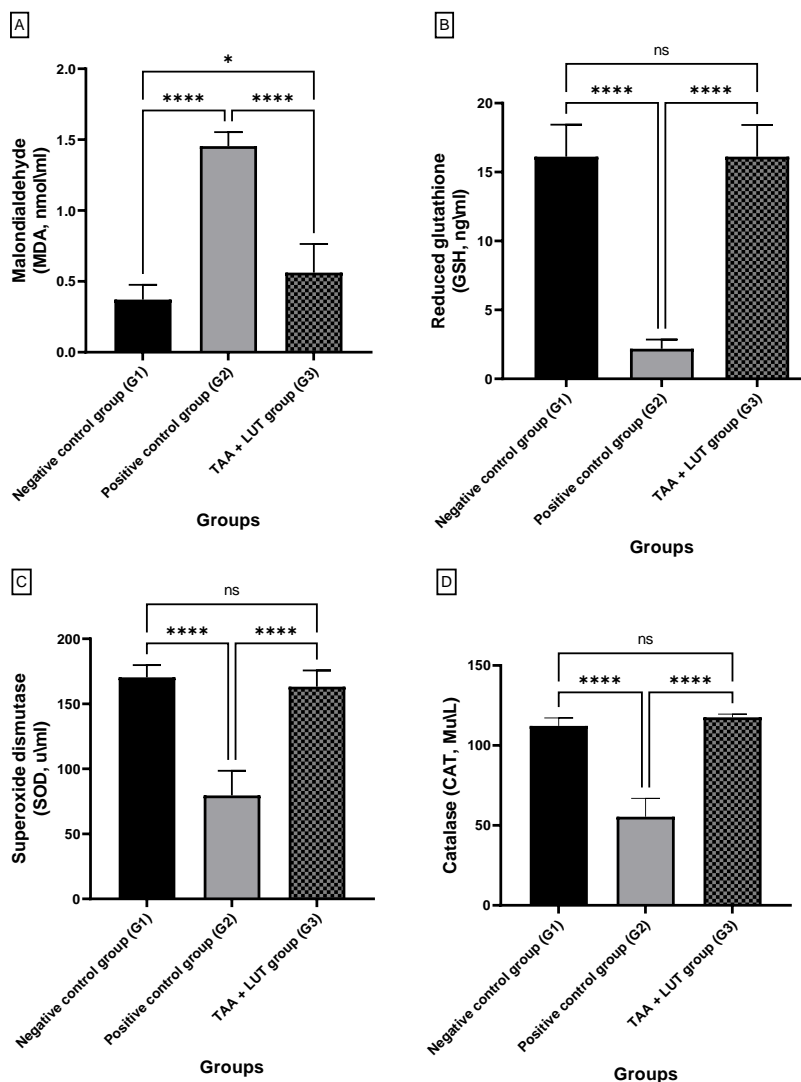 A
*
****
****
2.0
1.5
1.0
0.5
0.0
Malondialdehyde
(MDA, nmol\ml)
Negative control group (G1)
Positive control group (G2)
TAA + LUT group (G3)
Groups
B
ns
****
****
20
15
10
5
0
Reduced glutathione
(GSH, ng\ml)
Negative control group (G1)
Positive control group (G2)
TAA + LUT group (G3)
Groups
C
ns
****
****
200
150
100
50
0
Superoxide dismutase
(SOD, u\ml)
Negative control group (G1)
Positive control group (G2)
TAA + LUT group (G3)
Groups
D
ns
****
****
150
100
50
0
Catalase (CAT, Mu\L)
Negative control group (G1)
Positive control group (G2)
TAA + LUT group (G3)
Groups